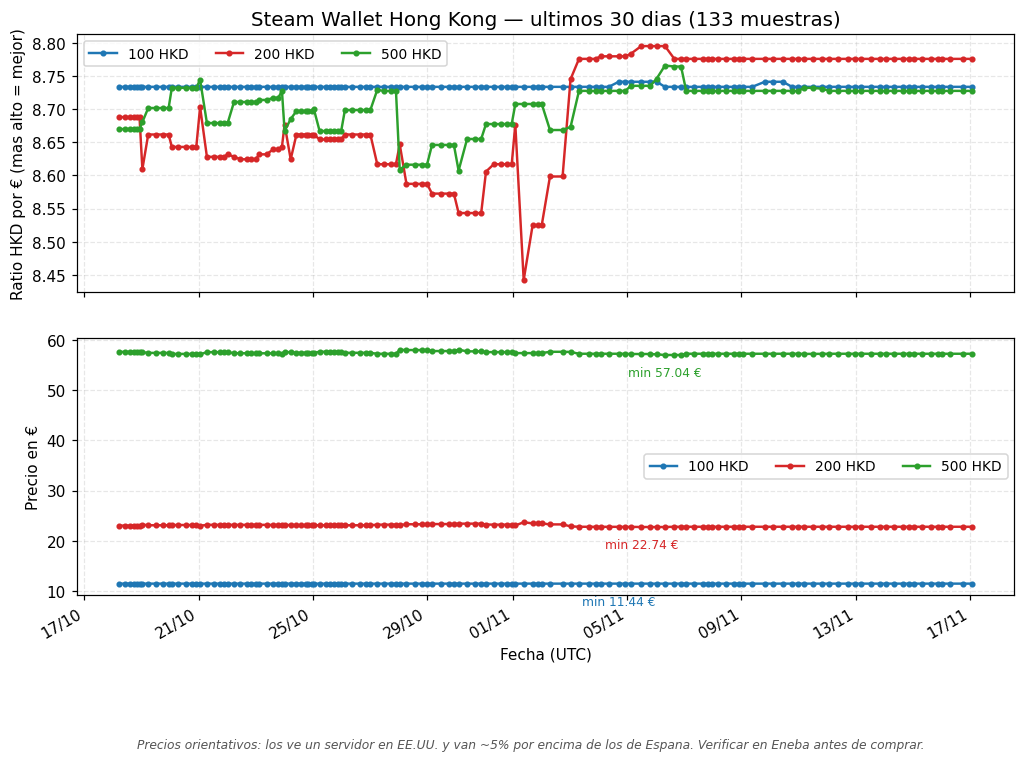 Steam Wallet Hong Kong — ultimos 30 dias (133 muestras)
Ratio HKD por € (mas alto = mejor)
8.80
8.75
8.70
8.65
8.60
8.55
8.50
8.45
100 HKD
200 HKD
500 HKD
Precio en €
60
50
40
30
20
10
min 57.04 €
100 HKD
200 HKD
500 HKD
min 22.74 €
min 11.44 €
17/10
21/10
25/10
29/10
01/11
05/11
09/11
13/11
17/11
Fecha (UTC)
Precios orientativos: los ve un servidor en EE.UU. y van ~5% por encima de los de Espana. Verificar en Eneba antes de comprar.